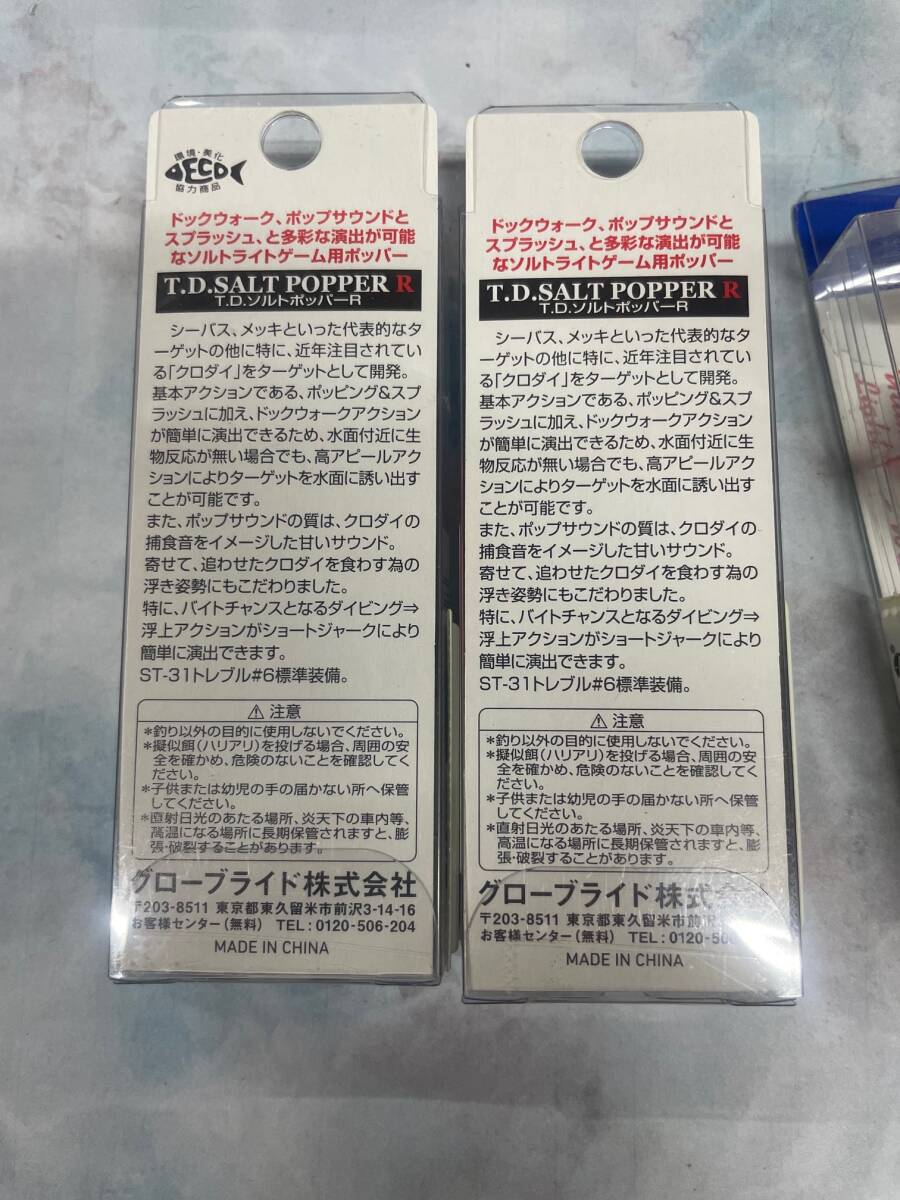 環境・美化
ECO
協力商品
ドックウォーク、ポップサウンドと
スプラッシュ、と多彩な演出が可能
なソルトライトゲーム用ポッパー
T.D.SALT POPPER R
T.D.ソルトポッパーR
シーバス、メッキといった代表的なタ
ーゲットの他に特に、近年注目されてい
る「クロダイ」をターゲットとして開発。
基本アクションである、ポッピング&スプ
ラッシュに加え、ドックウォークアクション
が簡単に演出できるため、水面付近に生
物反応が無い場合でも、高アピールアク
ションによりターゲットを水面に誘い出す
ことが可能です。
また、ポップサウンドの質は、クロダイの
捕食音をイメージした甘いサウンド。
寄せて、追わせたクロダイを食わす為の
浮き姿勢にもこだわりました。
特に、バイトチャンスとなるダイビング⇒
浮上アクションがショートジャークにより
簡単に演出できます。
ST-31トレブル#6標準装備。
⚠注意
*釣り以外の目的に使用しないでください。
*擬似餌(ハリアリ)を投げる場合、周囲の安
全を確かめ、危険のないことを確認してく
ださい。
*子供または幼児の手の届かない所へ保管
してください。
*直射日光のあたる場所、炎天下の車内等、
高温になる場所に長期保管されますと、膨
張・破裂することがあります。
グローブライド株式会社
〒203-8511 東京都東久留米市前沢3-14-16
お客様センター(無料) TEL:0120-506-204
MADE IN CHINA
ドックウォーク、ポップサウンドと
スプラッシュ、と多彩な演出が可能
なソルトライトゲーム用ポッパー
T.D.SALT POPPER R
T.D.ソルトポッパーR
シーバス、メッキといった代表的なタ
ーゲットの他に特に、近年注目されてい
る「クロダイ」をターゲットとして開発。
基本アクションである、ポッピング&スプ
ラッシュに加え、ドックウォークアクション
が簡単に演出できるため、水面付近に生
物反応が無い場合でも、高アピールアク
ションによりターゲットを水面に誘い出す
ことが可能です。
また、ポップサウンドの質は、クロダイの
捕食音をイメージした甘いサウンド。
寄せて、追わせたクロダイを食わす為の
浮き姿勢にもこだわりました。
特に、バイトチャンスとなるダイビング⇒
浮上アクションがショートジャークにより
簡単に演出できます。
ST-31トレブル#6標準装備。
⚠注意
*釣り以外の目的に使用しないでください。
*擬似餌(ハリアリ)を投げる場合、周囲の安
全を確かめ、危険のないことを確認してく
ださい。
*子供または幼児の手の届かない所へ保管
してください。
*直射日光のあたる場所、炎天下の車内等、
高温になる場所に長期保管されますと、膨
張・破裂することがあります。
グローブライド株式会
〒203-8511 東京都東久留米市前沢
お客様センター(無料) TEL:0120-50
MADE IN CHINA